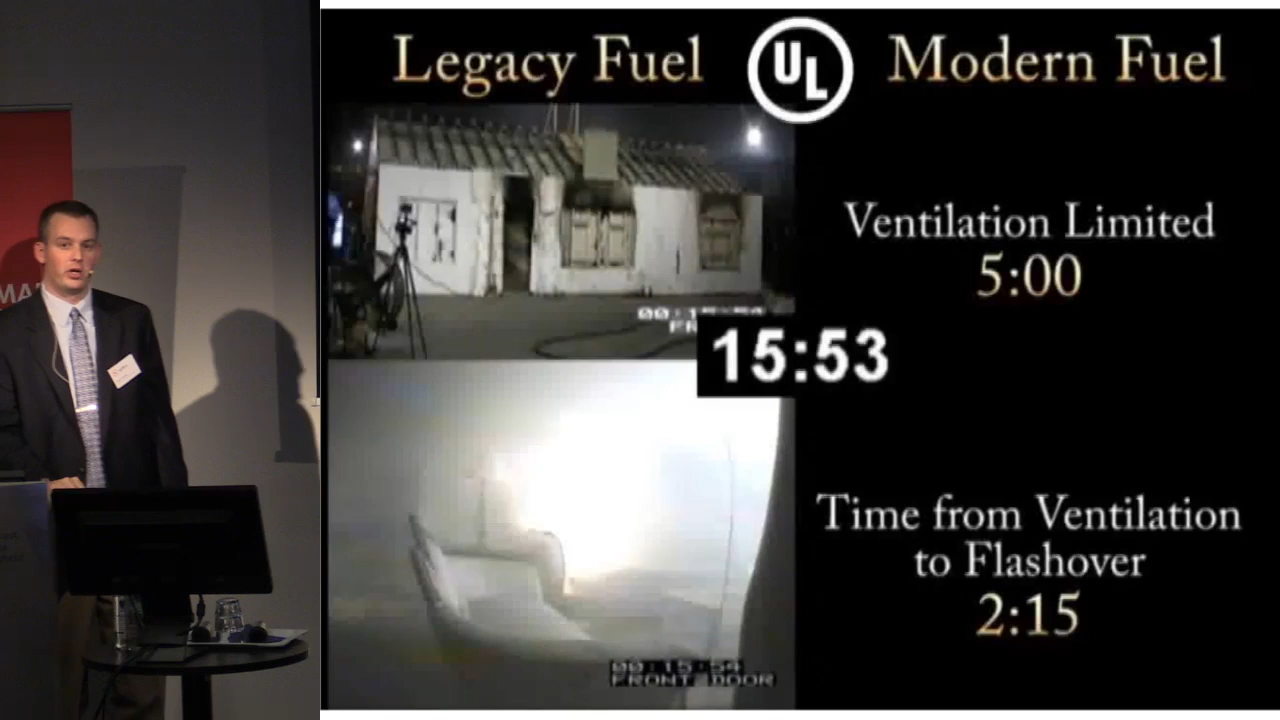 Legacy Fuel
UL
Modern Fuel
Ventilation Limited
5:00
15:53
Time from Ventilation
to Flashover
2:15
00:15:54
FRONT DOOR
MA